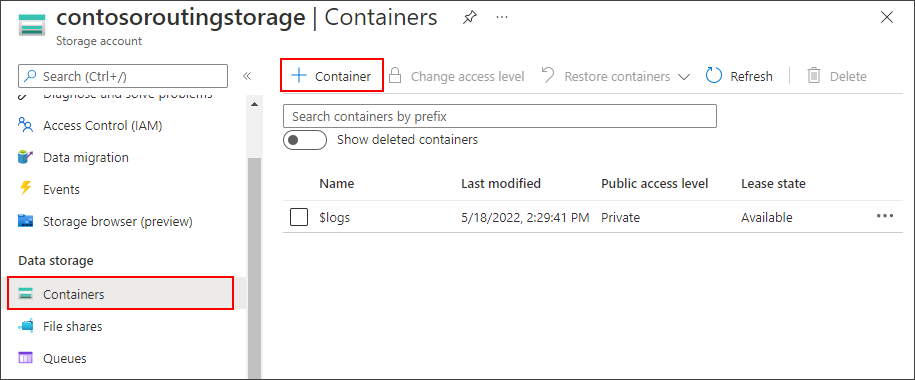 contosoroutingstorage | Containers
Storage account
Search (Ctrl+/)
Diagnose and solve problems
Access Control (IAM)
Data migration
Events
Storage browser (preview)
Data storage
Containers
File shares
Queues
Container Change access level Restore containers Refresh Delete
Search containers by prefix
Show deleted containers
Name Last modified Public access level Lease state
$logs 5/18/2022, 2:29:41 PM Private Available